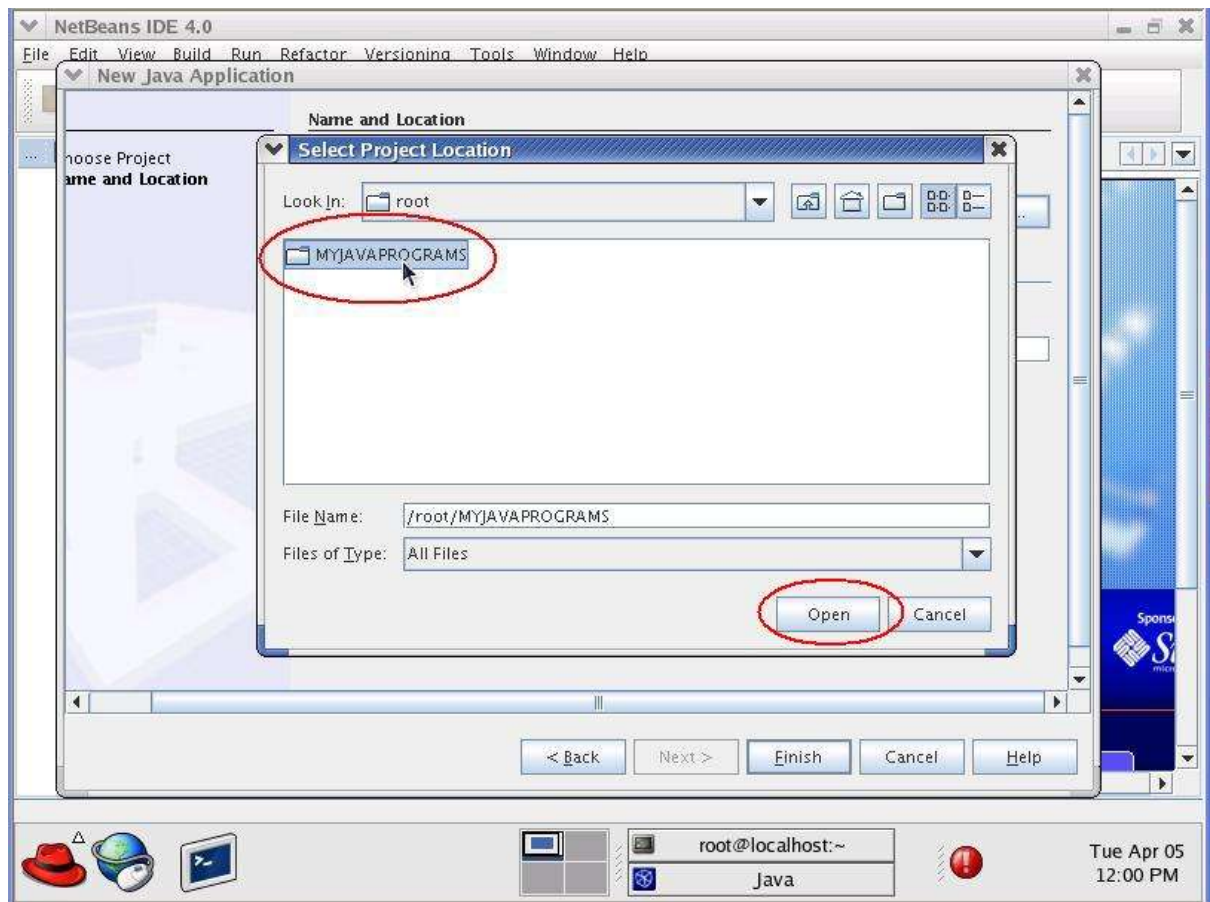 NetBeans IDE 4.0
File Edit View Build Run Refactor Versioning Tools Window Help
New Java Application
Name and Location
... hoose Project
ame and Location
Select Project Location
Look In: root
..
MYJAVAPROGRAMS
File Name: /root/MYJAVAPROGRAMS
Files of Type: All Files
Open Cancel
Spons
S
micr
< Back Next > Finish Cancel Help
root@localhost:~
Java
Tue Apr 05
12:00 PM